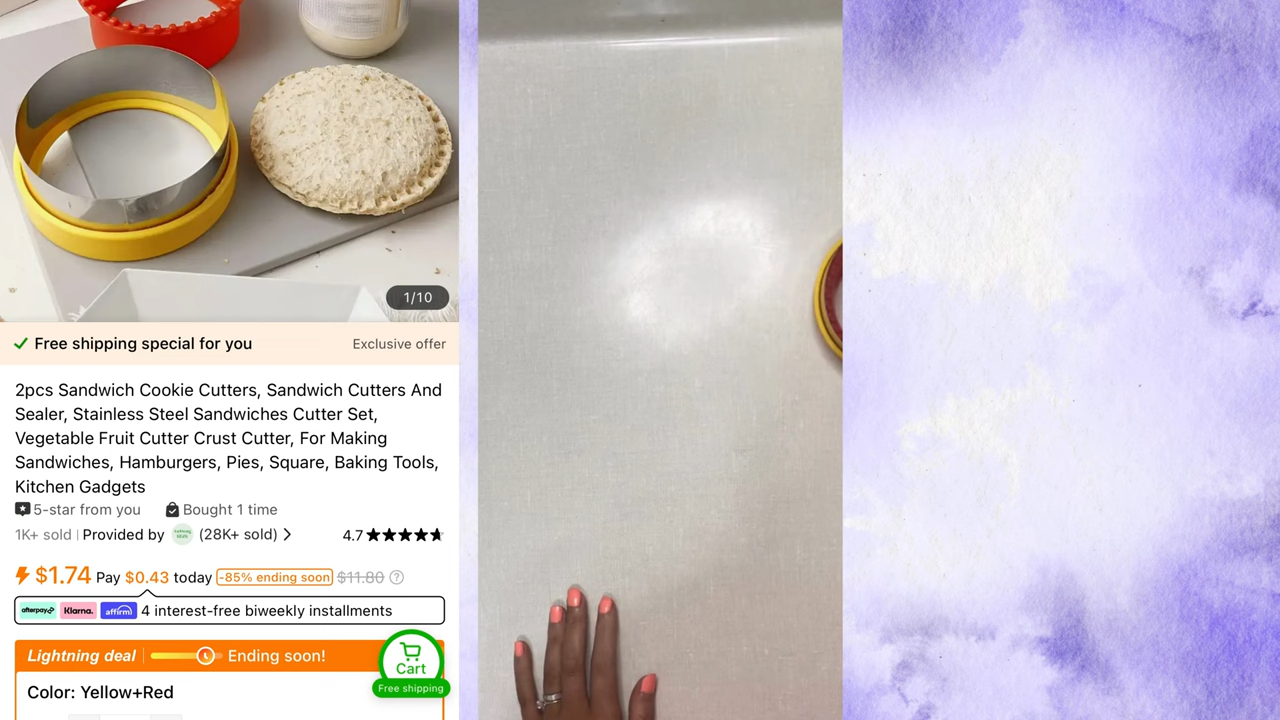 1/10
Free shipping special for you Exclusive offer
2pcs Sandwich Cookie Cutters, Sandwich Cutters And
Sealer, Stainless Steel Sandwiches Cutter Set,
Vegetable Fruit Cutter Crust Cutter, For Making
Sandwiches, Hamburgers, Pies, Square, Baking Tools,
Kitchen Gadgets
5-star from you Bought 1 time
1K+ sold | Provided by (28K+ sold) 4.7
$1.74 Pay $0.43 today -85% ending soon $11.80 ?
afterpay Klarna. affirm 4 interest-free biweekly installments
Lightning deal Ending soon!
Cart
Free shipping
Color: Yellow+Red